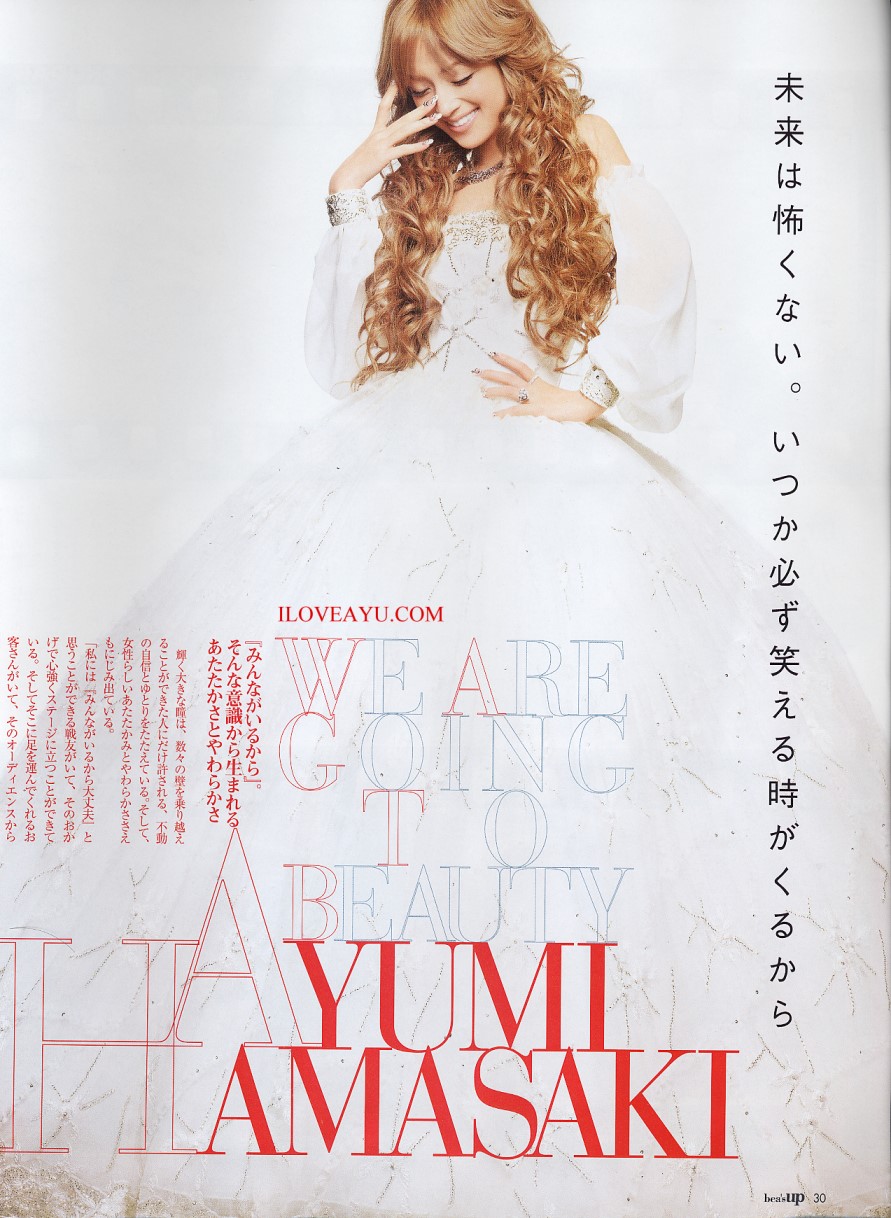 未来は怖くない。いつか必ず笑える時がくるから
ILOVEAYU.COM
WE ARE
GOING
TO
BEAUTY
AYUMI
HAMASAKI
『みんながいるから』。
そんな意識から生まれる
あたたかさとやわらかさ
輝く大きな瞳は、数々の壁を乗り越え
ることができた人にだけ許される、不動
の自信とゆとりをたたえている。そして、
女性らしいあたたかみとやわらかささえ
もにじみ出ている。
「私には『みんながいるから大丈夫』と
思うことができる戦友がいて、そのおか
げで心強くステージに立つことができて
いる。そしてそこに足を運んでくれるお
客さんがいて、そのオーディエンスから
bea's UP 30